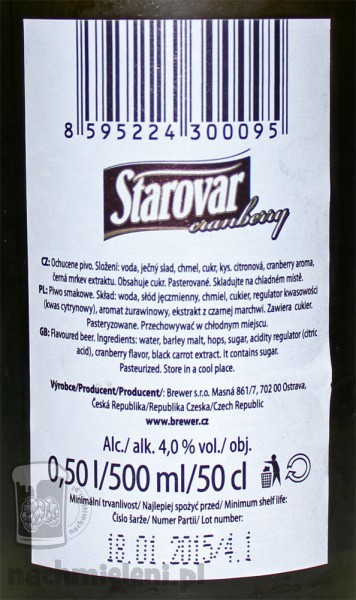 8 595224 300095
Starovar
cranberry
CZ: Ochucene pivo. Složení: voda, ječný slad, chmel, cukr, kys. citronová, cranberry aroma,
černá mrkev extraktu. Obsahuje cukr. Pasterované. Skladujte na chladném místě.
PL: Piwo smakowe. Skład: woda, słód jęczmienny, chmiel, cukier, regulator kwasowości
(kwas cytrynowy), aromat żurawinowy, ekstrakt z czarnej marchwi. Zawiera cukier.
Pasteryzowane. Przechowywać w chłodnym miejscu.
GB: Flavoured beer. Ingredients: water, barley malt, hops, sugar, acidity regulator (citric
acid), cranberry flavor, black carrot extract. It contains sugar.
Pasteurized. Store in a cool place.
Výrobce/Producent/Producent/: Brewer s.r.o. Masná 861/7, 702 00 Ostrava,
Česká Republika/Republika Czeska/Czech Republic
www.brewer.cz
Alc./ alk. 4,0 % vol./ obj.
0,50 l/500 ml/50 cl
Minimální trvanlivost/ Najlepiej spożyć przed/ Minimum shelf life:
Číslo šarže/ Numer Partii/ Lot number:
18.01.2015/4.1
nachmieleni.pl